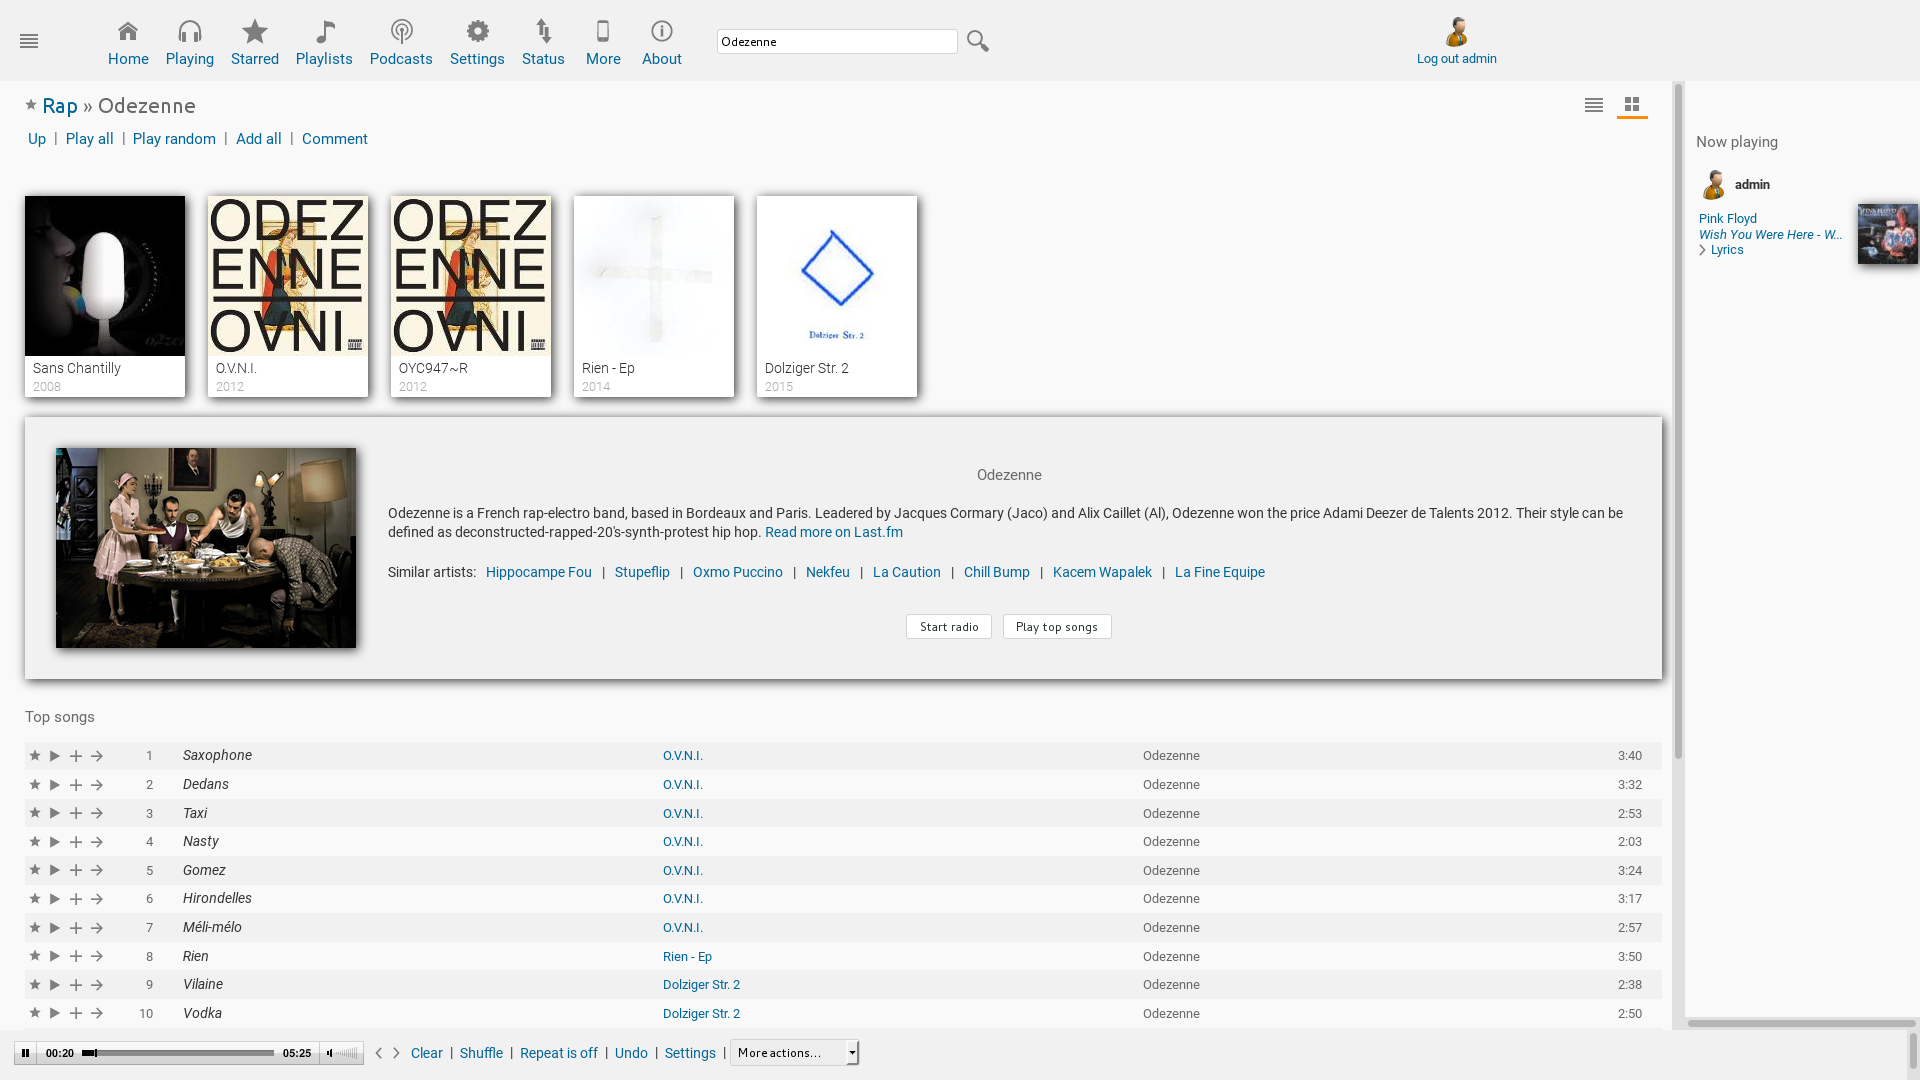 Home Playing Starred Playlists Podcasts Settings Status More About
Odezenne
Log out admin
Rap » Odezenne
Up | Play all | Play random | Add all | Comment
ODEZ
ENNE
OVNI
ODEZ
ENNE
OVNI
Dolziger Str. 2
Sans Chantilly
2008
O.V.N.I.
2012
OYC947~R
2012
Rien - Ep
2014
Dolziger Str. 2
2015
Odezenne
Odezenne is a French rap-electro band, based in Bordeaux and Paris. Leadered by Jacques Cormary (Jaco) and Alix Caillet (Al), Odezenne won the price Adami Deezer de Talents 2012. Their style can be
defined as deconstructed-rapped-20's-synth-protest hip hop. Read more on Last.fm
Similar artists: Hippocampe Fou | Stupeflip | Oxmo Puccino | Nekfeu | La Caution | Chill Bump | Kacem Wapalek | La Fine Equipe
Start radio Play top songs
Top songs
1 Saxophone O.V.N.I. Odezenne 3:40
2 Dedans O.V.N.I. Odezenne 3:32
3 Taxi O.V.N.I. Odezenne 2:53
4 Nasty O.V.N.I. Odezenne 2:03
5 Gomez O.V.N.I. Odezenne 3:24
6 Hirondelles O.V.N.I. Odezenne 3:17
7 Méli-mélo O.V.N.I. Odezenne 2:57
8 Rien Rien - Ep Odezenne 3:50
9 Vilaine Dolziger Str. 2 Odezenne 2:38
10 Vodka Dolziger Str. 2 Odezenne 2:50
Now playing
admin
Pink Floyd
Wish You Were Here - W...
Lyrics
00:20 05:25 Clear | Shuffle | Repeat is off | Undo | Settings | More actions...